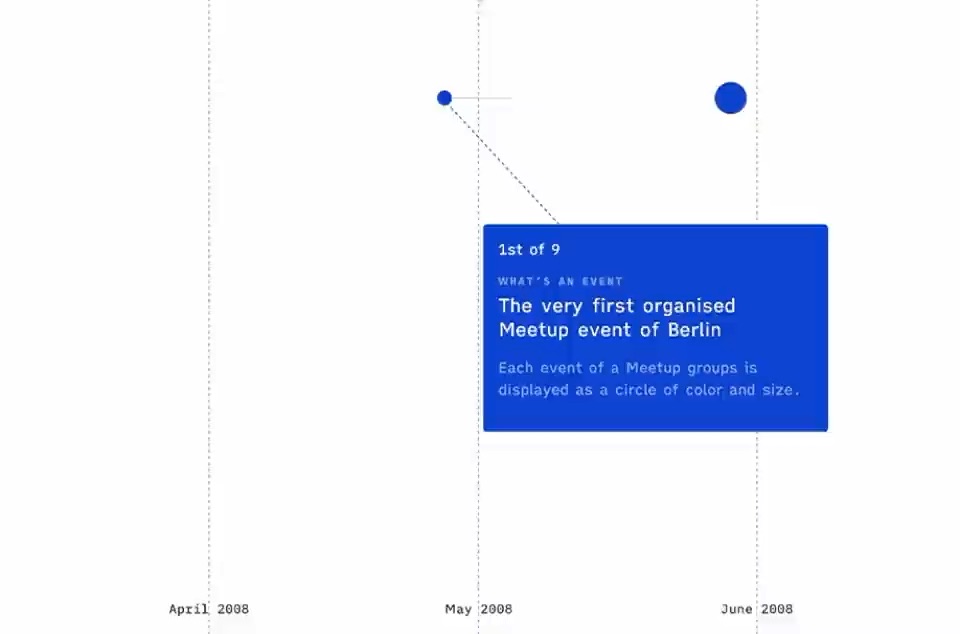 1st of 9
WHAT'S AN EVENT
The very first organised
Meetup event of Berlin
Each event of a Meetup groups is
displayed as a circle of color and size.
April 2008
May 2008
June 2008